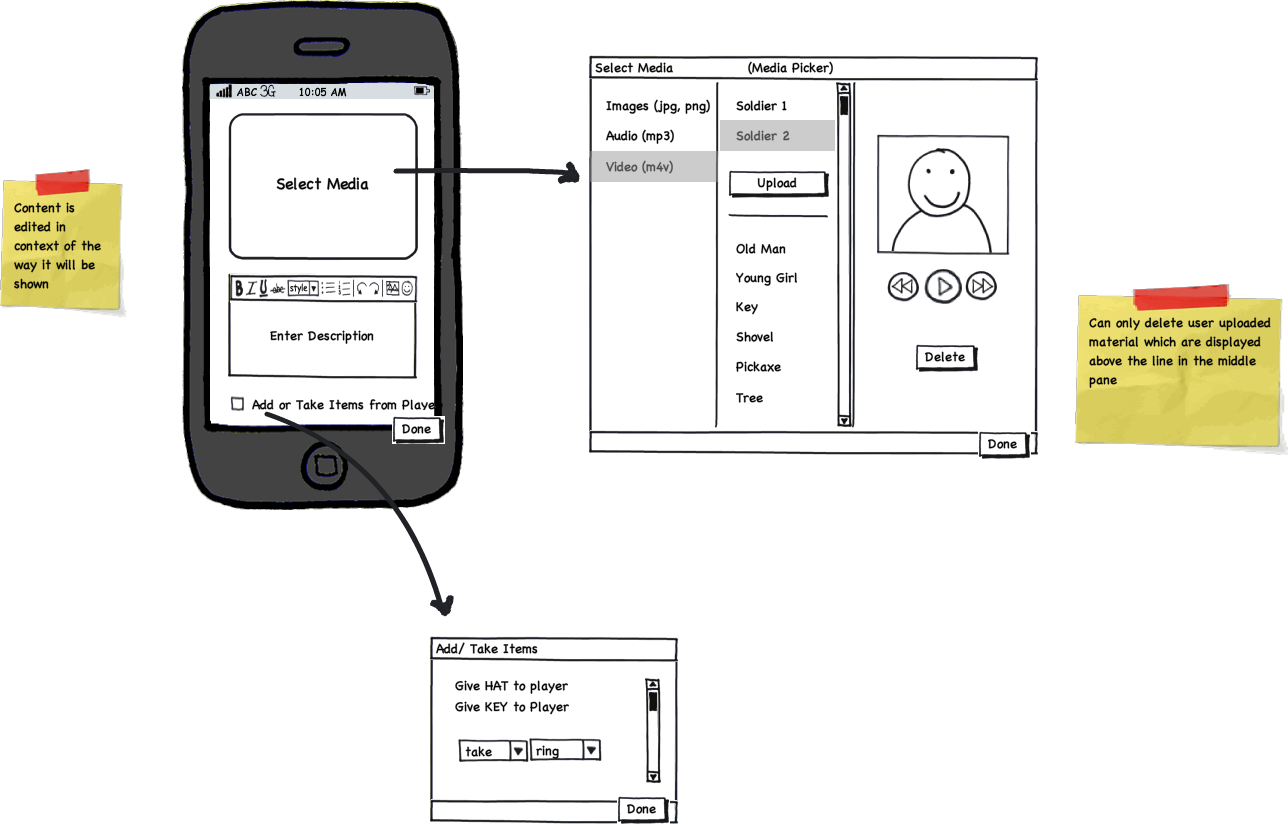 ABC 3G 10:05 AM
Select Media
B I U abc style
Enter Description
Add or Take Items from Playe
Done
Content is
edited in
context of the
way it will be
shown
Select Media (Media Picker)
Images (jpg, png)
Audio (mp3)
Video (m4v)
Soldier 1
Soldier 2
Upload
Old Man
Young Girl
Key
Shovel
Pickaxe
Tree
Delete
Done
Can only delete user uploaded
material which are displayed
above the line in the middle
pane
Add/ Take Items
Give HAT to player
Give KEY to Player
take ring
Done